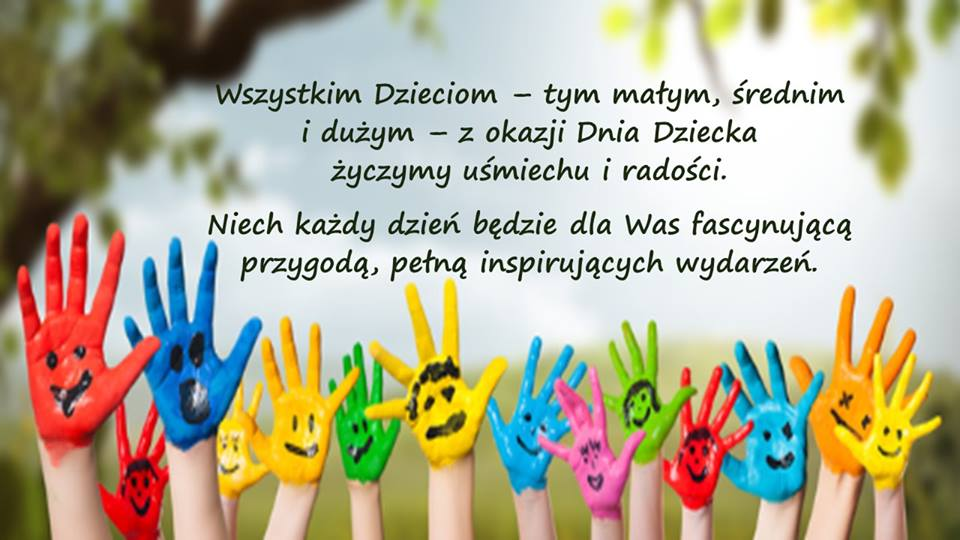 Wszystkim Dzieciom – tym małym, średnim
i dużym – z okazji Dnia Dziecka
życzymy uśmiechu i radości.
Niech każdy dzień będzie dla Was fascynującą
przygodą, pełną inspirujących wydarzeń.